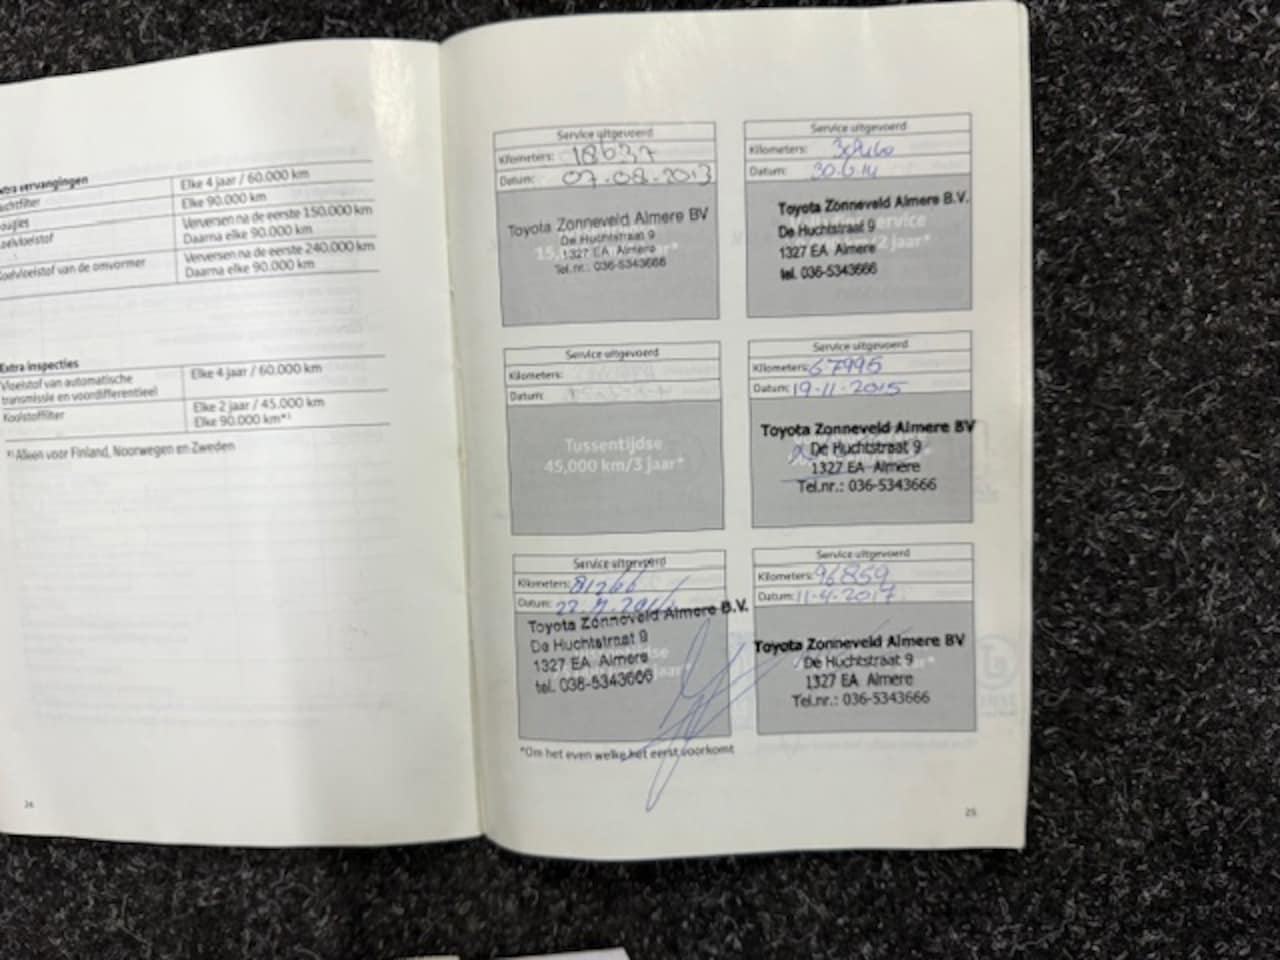 Extra vervangingen
Luchtfilter
Elke 4 jaar / 60.000 km
Bougies
Elke 90.000 km
Koelvloeistof
Verversen na de eerste 150.000 km
Daarna elke 90.000 km
Koelvloeistof van de omvormer
Verversen na de eerste 240.000 km
Daarna elke 90.000 km
Extra inspecties
Vloeistof van automatische
transmissie en voordifferentieel
Elke 4 jaar / 60.000 km
Koolstoffilter
Elke 2 jaar / 45.000 km
Elke 90.000 km*¹
*¹ Alleen voor Finland, Noorwegen en Zweden
24
Service uitgevoerd
Kilometers: 18637
Datum: 07-08-2013
Toyota Zonneveld Almere BV
De Huchtstraat 9
1327 EA Almere
Tel.nr.: 036-5343666
Service uitgevoerd
Kilometers:
Datum: 30.6.14
Toyota Zonneveld Almere B.V.
De Huchtstraat 9
1327 EA Almere
tel. 036-5343666
service
2 jaar*
Service uitgevoerd
Kilometers:
Datum:
Tussentijdse
45,000 km/3 jaar*
Service uitgevoerd
Kilometers: 67995
Datum: 19-11-2015
Toyota Zonneveld Almere BV
De Huchtstraat 9
1327 EA Almere
Tel.nr.: 036-5343666
Service uitgevoerd
Kilometers: 81266
Datum:
Toyota Zonneveld Almere B.V.
De Huchtstraat 9
1327 EA Almere
tel. 036-5343666
Service uitgevoerd
Kilometers: 96859
Datum: 11-4-2017
Toyota Zonneveld Almere BV
De Huchtstraat 9
1327 EA Almere
Tel.nr.: 036-5343666
*Om het even welke het eerst voorkomt
25